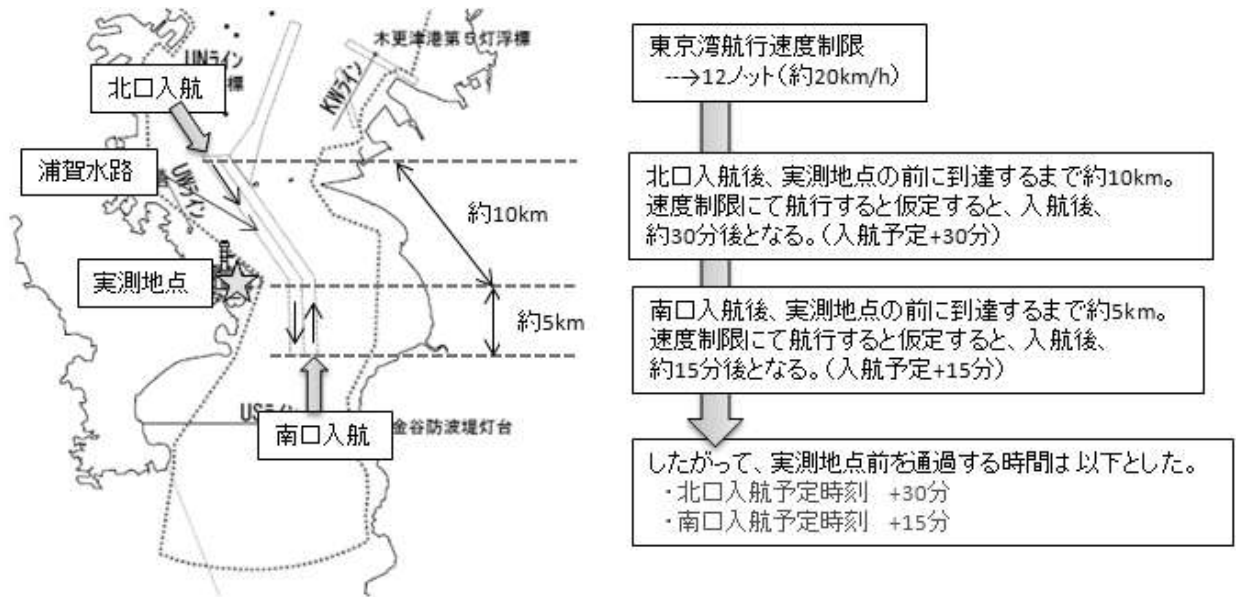 木更津港第5灯浮標
UNライン
標
北口入航
KWライン
浦賀水路
UWライン
約10km
実測地点
約5km
USライン
南口入航
金谷防波堤灯台
東京湾航行速度制限
--→12ノット(約20km/h)
北口入航後、実測地点の前に到達するまで約10km。
速度制限にて航行すると仮定すると、入航後、
約30分後となる。(入航予定+30分)
南口入航後、実測地点の前に到達するまで約5km。
速度制限にて航行すると仮定すると、入航後、
約15分後となる。(入航予定+15分)
したがって、実測地点前を通過する時間は以下とした。
・北口入航予定時刻 +30分
・南口入航予定時刻 +15分